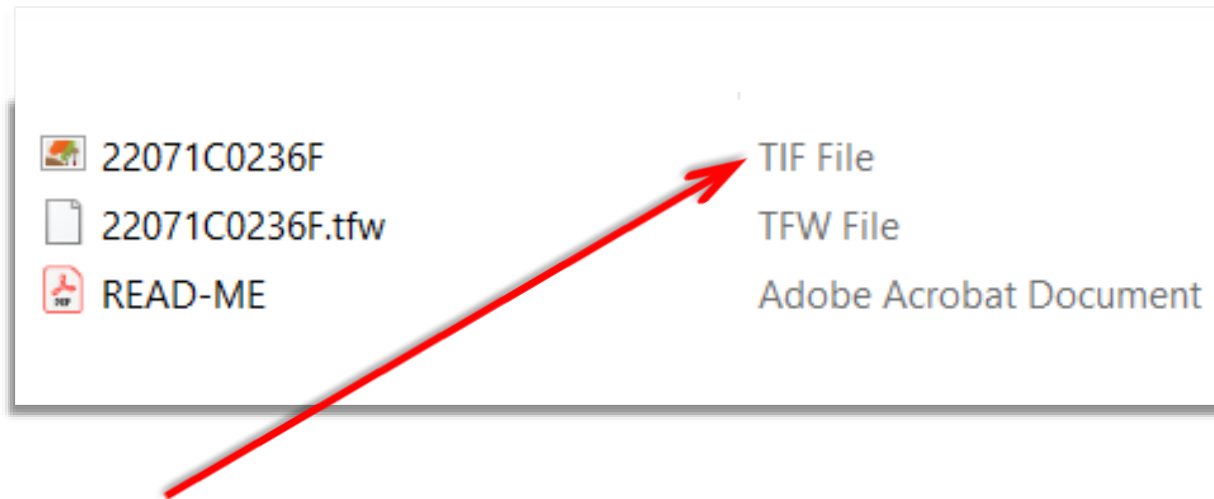 22071C0236F TIF File
22071C0236F.tfw TFW File
READ-ME Adobe Acrobat Document